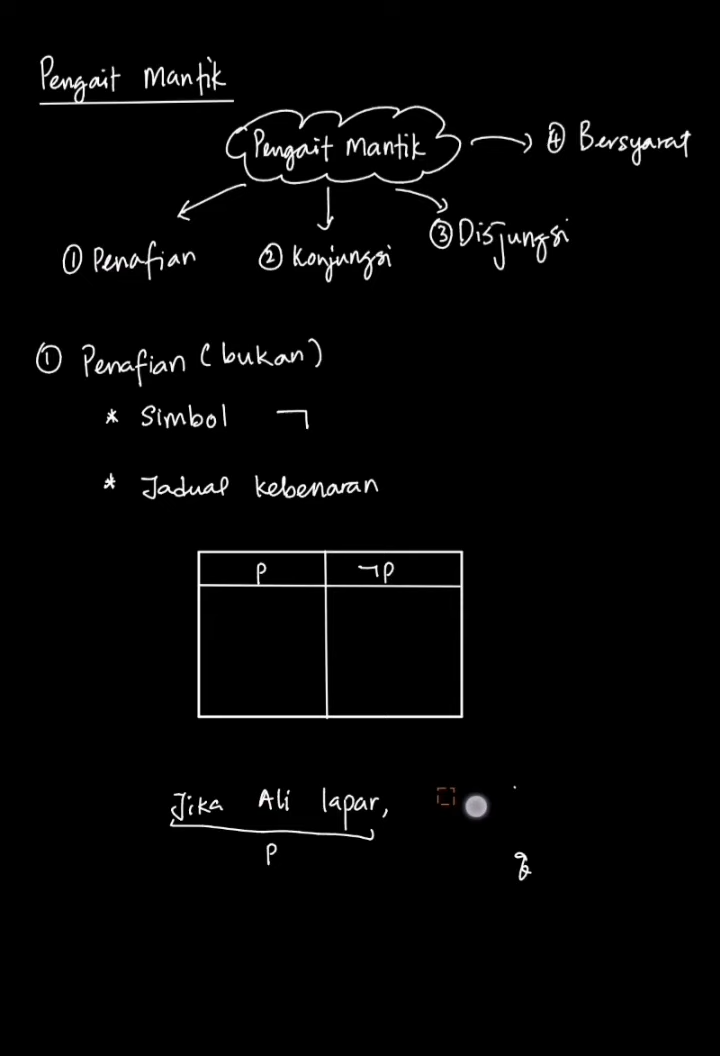 Pengait Mantik
Pengait Mantik
④ Bersyarat
① Penafian
② Konjungsi
③ Disjungsi
① Penafian (bukan)
* Simbol ¬
* Jadual kebenaran
P ¬P
Jika Ali lapar,
P
q